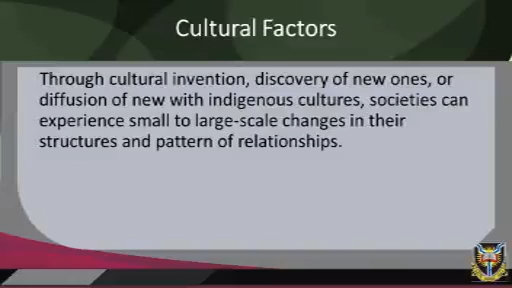 Cultural Factors
Through cultural invention, discovery of new ones, or
diffusion of new with indigenous cultures, societies can
experience small to large-scale changes in their
structures and pattern of relationships.